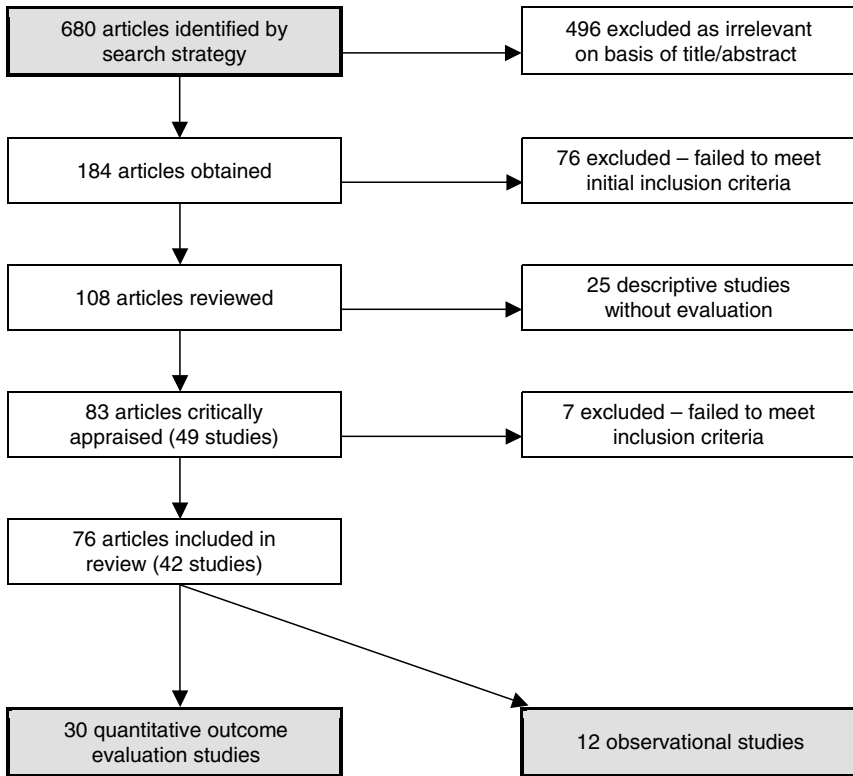 680 articles identified by
search strategy
496 excluded as irrelevant
on basis of title/abstract
184 articles obtained
76 excluded – failed to meet
initial inclusion criteria
108 articles reviewed
25 descriptive studies
without evaluation
83 articles critically
appraised (49 studies)
7 excluded – failed to meet
inclusion criteria
76 articles included in
review (42 studies)
30 quantitative outcome
evaluation studies
12 observational studies